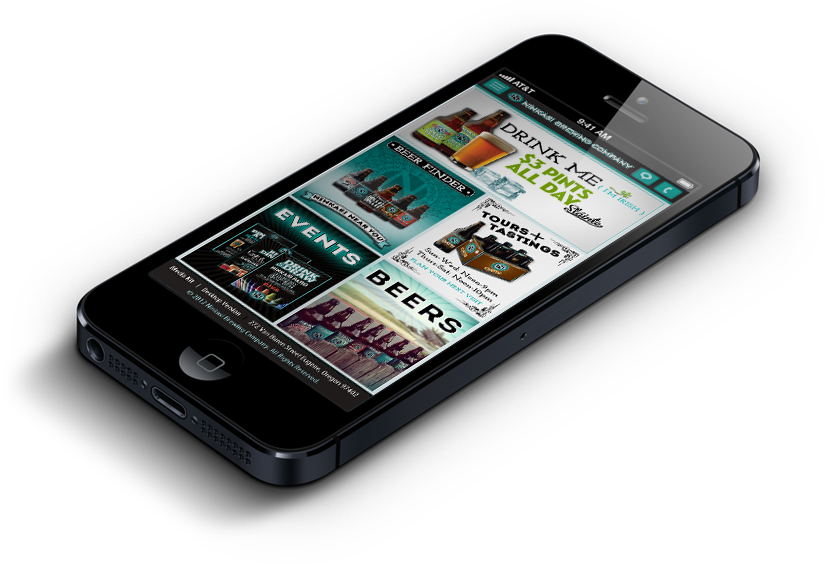 AT&T
9:41 AM
NINKASI BREWING COMPANY
DRINK ME
( I'M IRISH )
$3 PINTS
ALL DAY
Sláinte
• BEER FINDER •
NINKASI NEAR YOU
TOURS+
TASTINGS
Sun-Wed: Noon-9pm
Thurs-Sat: Noon-10pm
PLAN YOUR NEXT VISIT
EVENTS
DRINK
BEERS
Media Kit / Desktop Version / 272 Van Buren Street Eugene, Oregon 97402
© 2012 Ninkasi Brewing Company. All Rights Reserved.